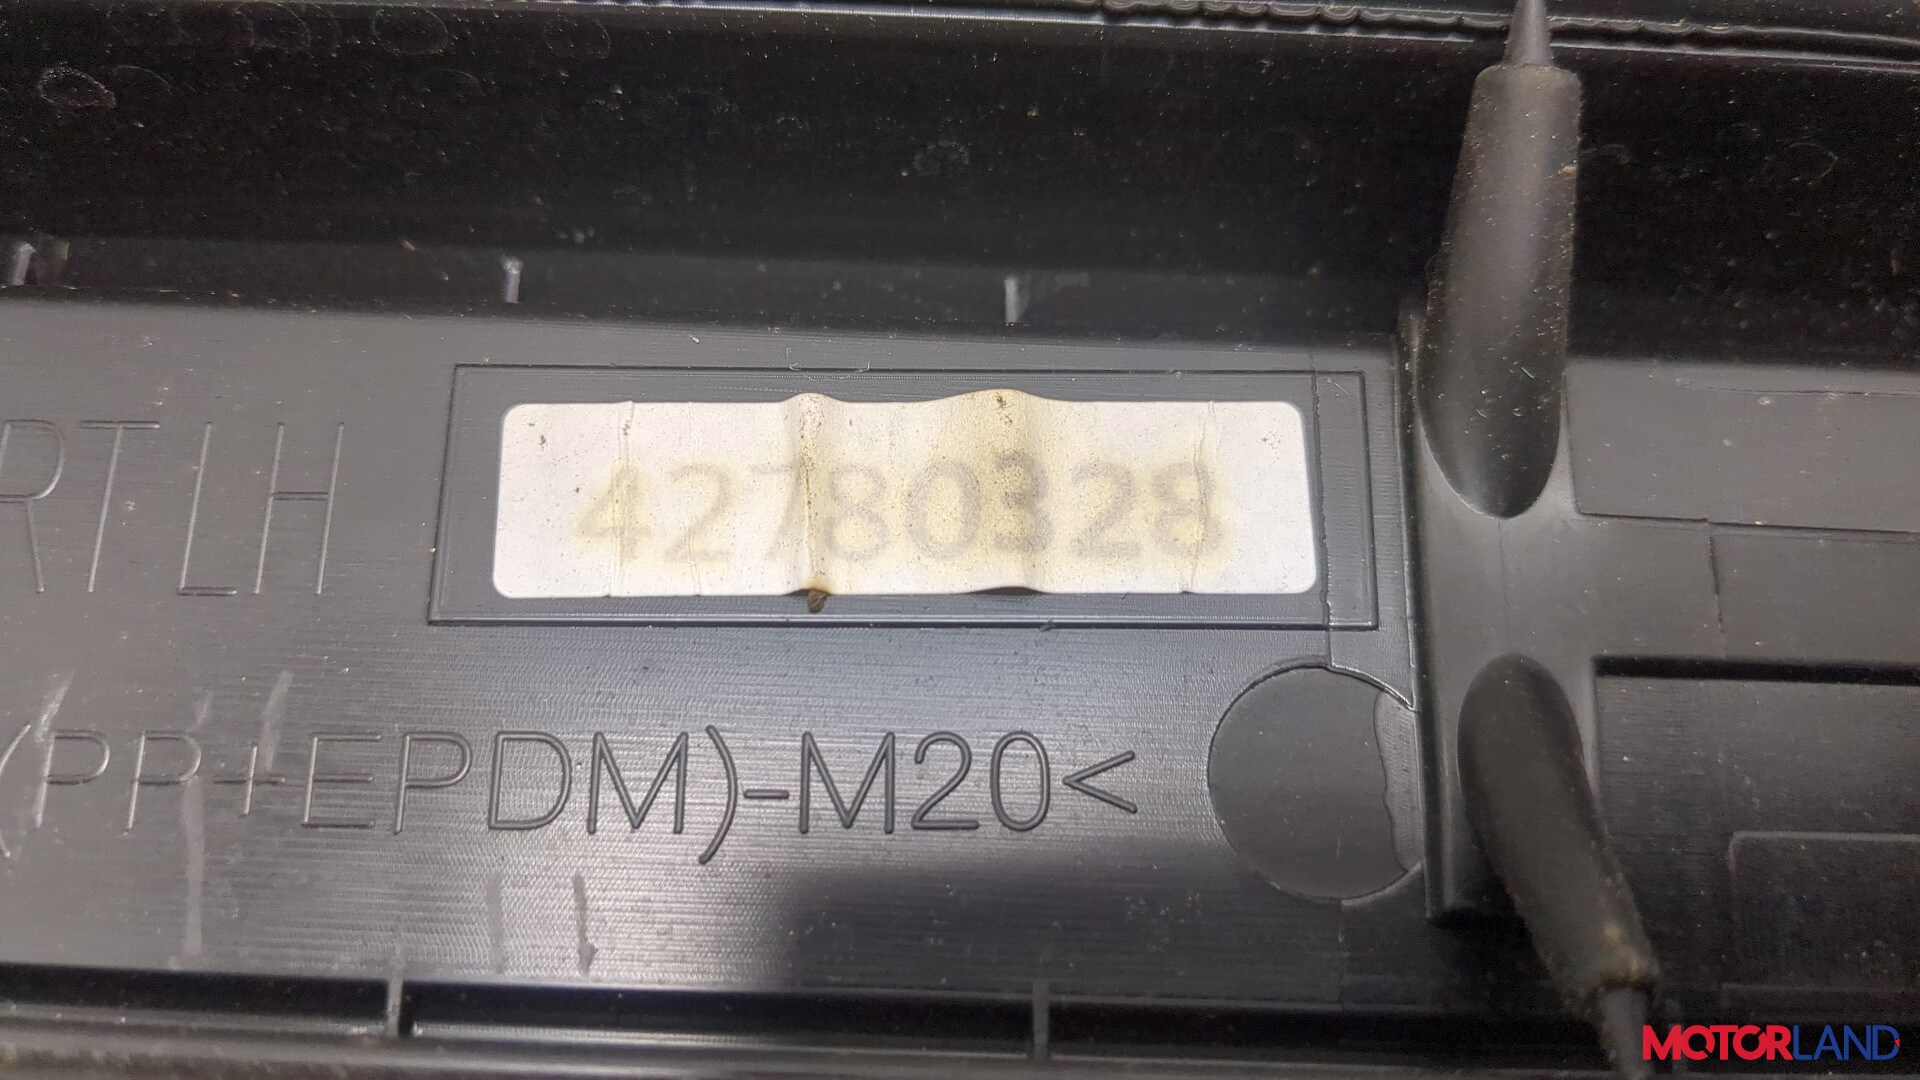 RT LH
42780328
(PP+EPDM)-M20<
MOTORLAND